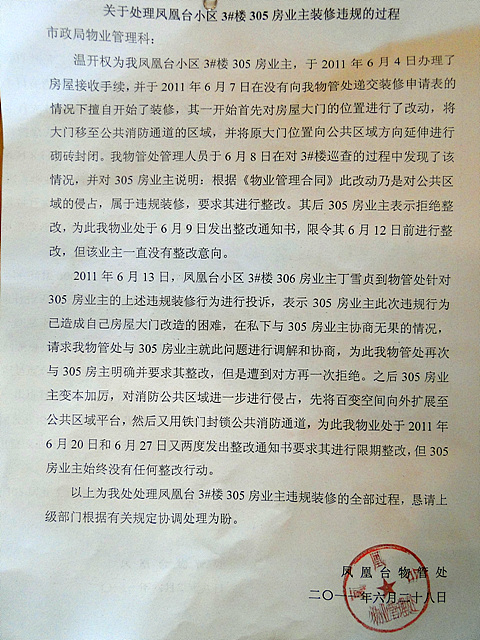 关于处理凤凰台小区 3#楼 305 房业主装修违规的过程
市政局物业管理科：
温开权为我凤凰台小区 3#楼 305 房业主，于 2011 年 6 月 4 日办理了
房屋接收手续，并于 2011 年 6 月 7 日在没有向我物管处递交装修申请表的
情况下擅自开始了装修，其一开始首先对房屋大门的位置进行了改动，将
大门移至公共消防通道的区域，并将原大门位置向公共区域方向延伸进行
砌砖封闭。我物管处管理人员于 6 月 8 日在对 3#楼巡查的过程中发现了该
情况，并对 305 房业主说明：根据《物业管理合同》此改动乃是对公共区
域的侵占，属于违规装修，要求其进行整改。其后 305 房业主表示拒绝整
改，为此我物业处于 6 月 9 日发出整改通知书，限令其 6 月 12 日前进行整
改，但该业主一直没有整改意向。
2011 年 6 月 13 日，凤凰台小区 3#楼 306 房业主丁雪贞到物管处针对
305 房业主的上述违规装修行为进行投诉，表示 305 房业主此次违规行为
已造成自己房屋大门改造的困难，在私下与 305 房业主协商无果的情况，
请求我物管处与 305 房业主就此问题进行调解和协商，为此我物管处再次
与 305 房主明确并要求其整改，但是遭到对方再一次拒绝。之后 305 房业
主变本加厉，对消防公共区域进一步进行侵占，先将百变空间向外扩展至
公共区域平台，然后又用铁门封锁公共消防通道，为此我物业处于 2011 年
6 月 20 日和 6 月 27 日又两度发出整改通知书要求其进行限期整改，但 305
房业主始终没有任何整改行动。
以上为我处处理凤凰台 3#楼 305 房业主违规装修的全部过程，恳请上
级部门根据有关规定协调处理为盼。
凤凰台物管处
二〇一一年六月二十八日